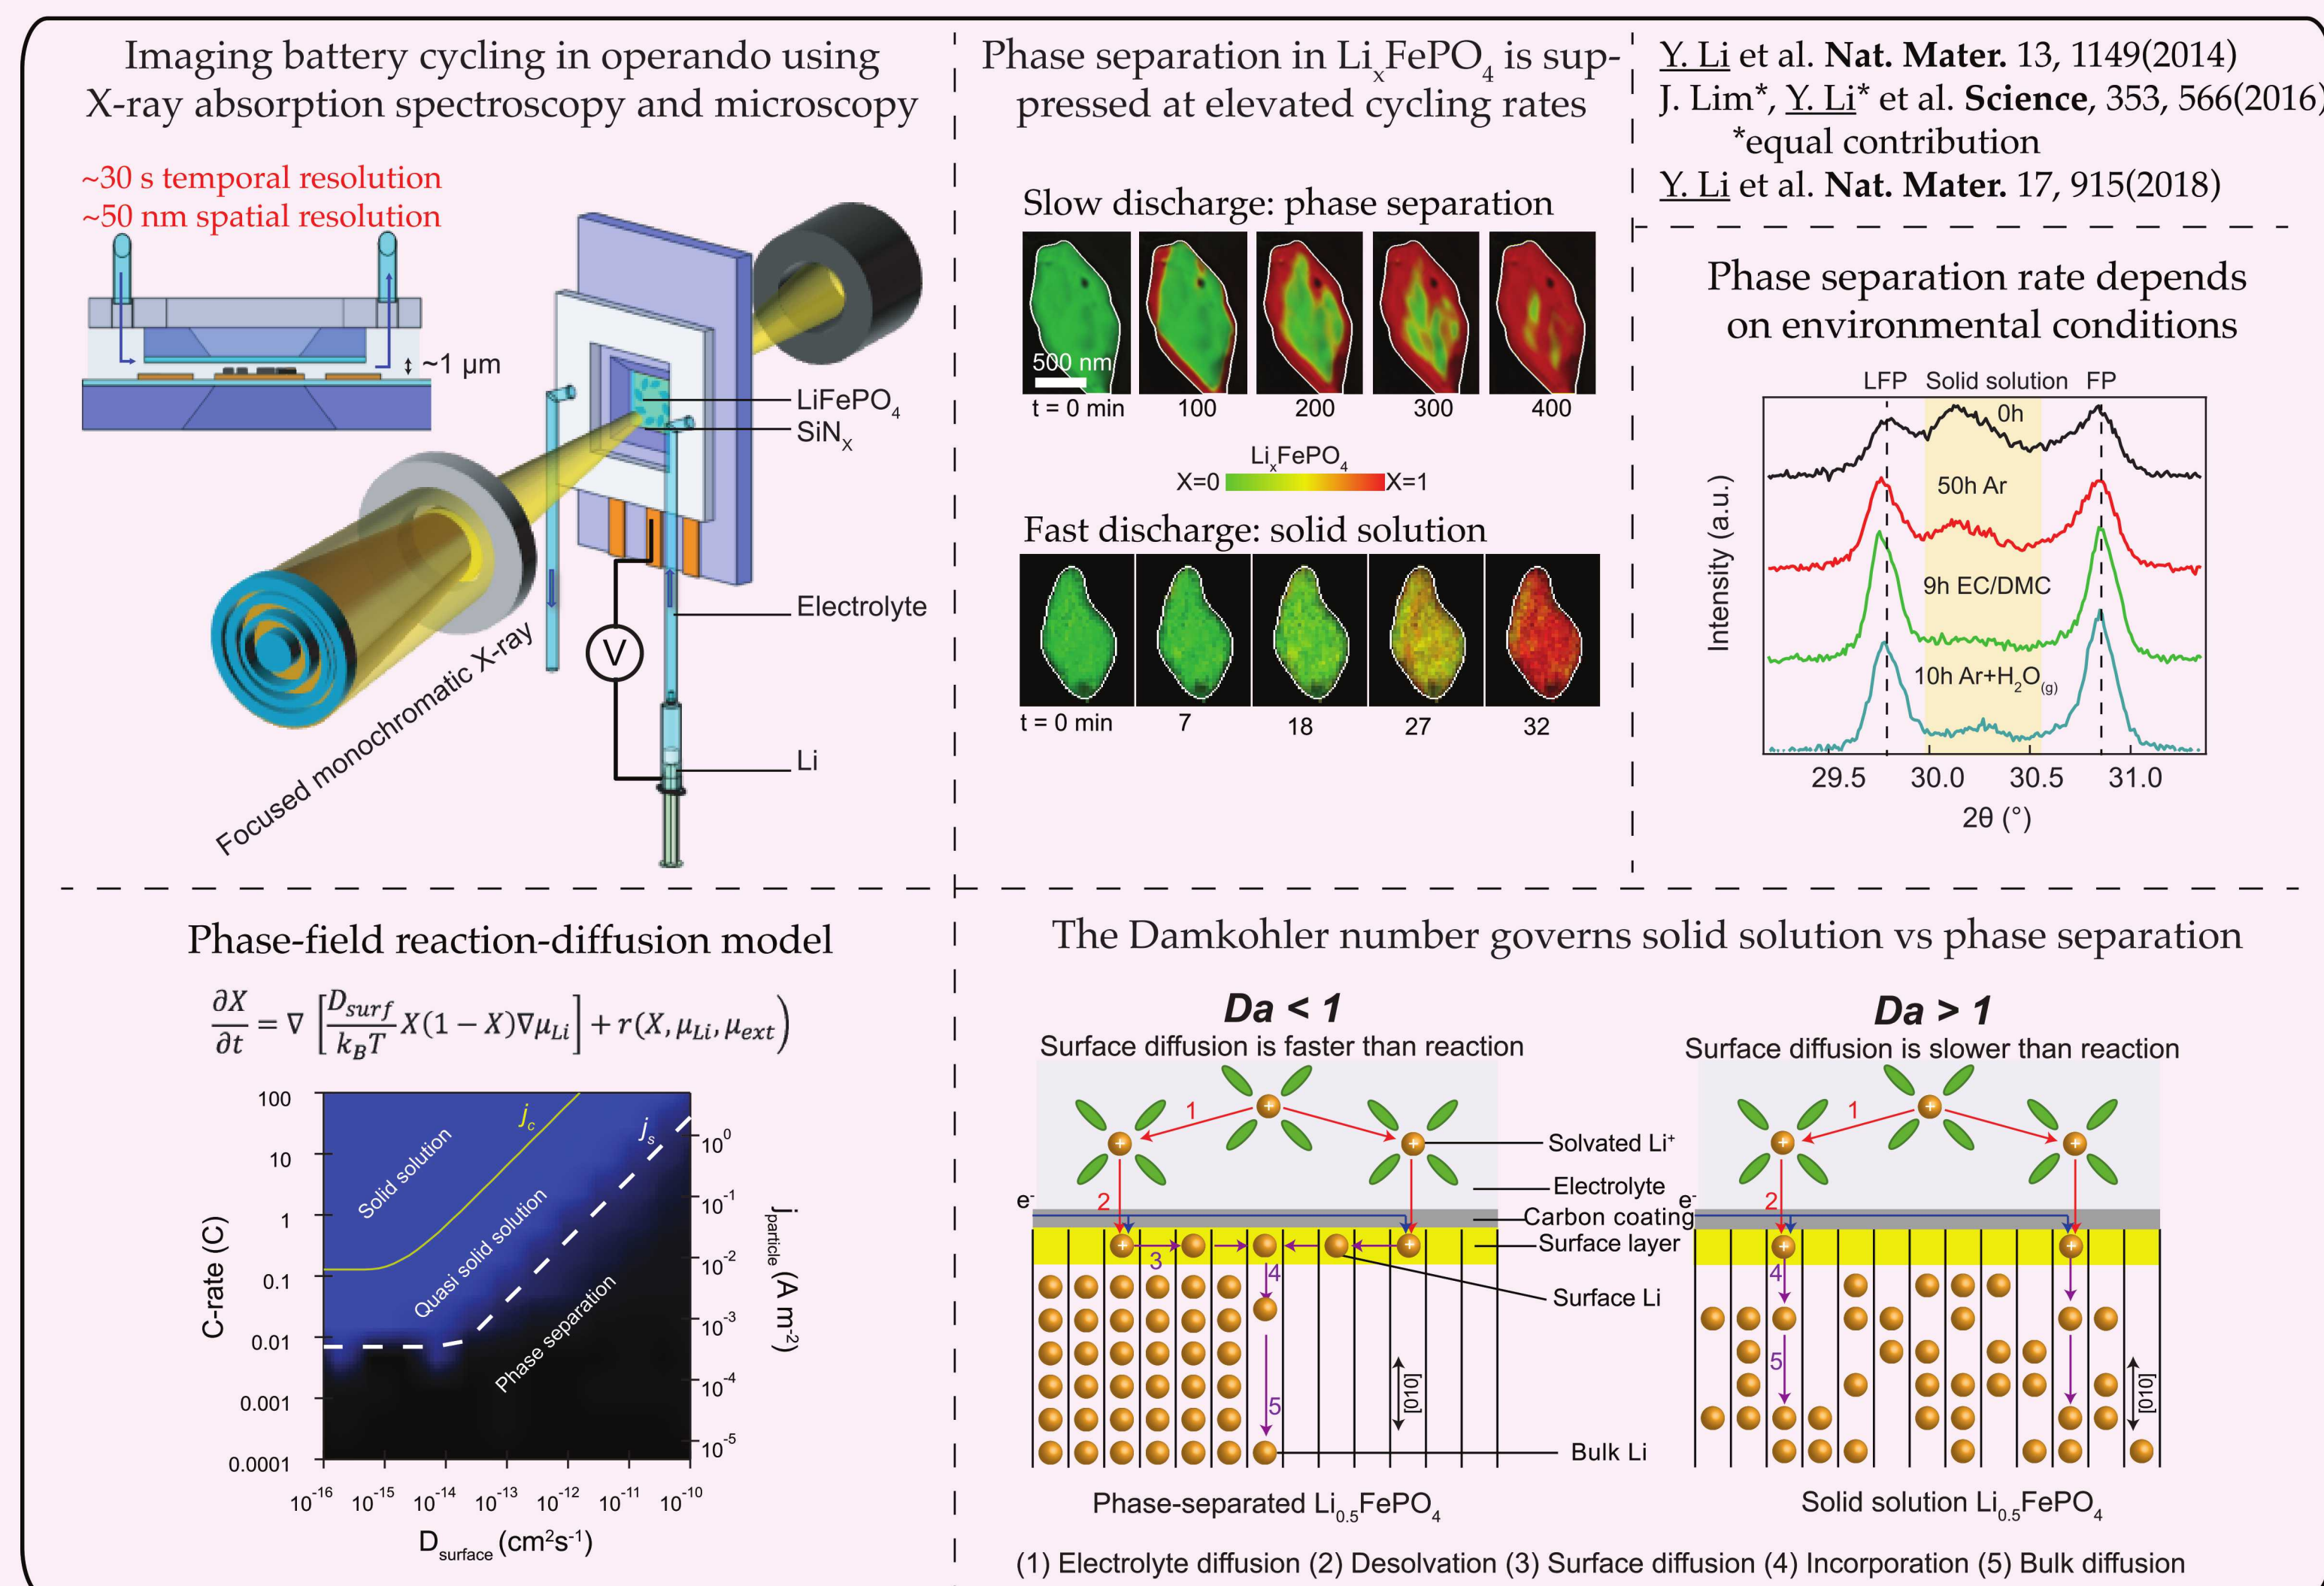 Imaging battery cycling in operando using
X-ray absorption spectroscopy and microscopy
~30 s temporal resolution
~50 nm spatial resolution
~1 µm
LiFePO₄
SiNₓ
Electrolyte
V
Li
Focused monochromatic X-ray
Phase separation in LiₓFePO₄ is sup-
pressed at elevated cycling rates
Slow discharge: phase separation
500 nm
t = 0 min 100 200 300 400
LiₓFePO₄
X=0 X=1
Fast discharge: solid solution
t = 0 min 7 18 27 32
Y. Li et al. Nat. Mater. 13, 1149(2014)
J. Lim*, Y. Li* et al. Science, 353, 566(2016)
*equal contribution
Y. Li et al. Nat. Mater. 17, 915(2018)
Phase separation rate depends
on environmental conditions
LFP Solid solution FP
0h
50h Ar
9h EC/DMC
10h Ar+H₂O(g)
Intensity (a.u.)
29.5 30.0 30.5 31.0
2θ (°)
Phase-field reaction-diffusion model
∂X/∂t = ∇ [D_surf/k_BT X(1 − X)∇μ_Li] + r(X, μ_Li, μ_ext)
100
10
1
0.1
0.01
0.001
0.0001
C-rate (C)
Solid solution
j_c
Quasi solid solution
j_s
Phase separation
10⁰
10⁻¹
10⁻²
10⁻³
10⁻⁴
10⁻⁵
j_particle (A m⁻²)
10⁻¹⁶ 10⁻¹⁵ 10⁻¹⁴ 10⁻¹³ 10⁻¹² 10⁻¹¹ 10⁻¹⁰
D_surface (cm²s⁻¹)
The Damkohler number governs solid solution vs phase separation
Da < 1
Surface diffusion is faster than reaction
1
2
e⁻
3
4
5
[010]
Phase-separated Li₀.₅FePO₄
Solvated Li⁺
Electrolyte
Carbon coating
Surface layer
Surface Li
Bulk Li
Da > 1
Surface diffusion is slower than reaction
1
2
e⁻
4
5
[010]
Solid solution Li₀.₅FePO₄
(1) Electrolyte diffusion (2) Desolvation (3) Surface diffusion (4) Incorporation (5) Bulk diffusion